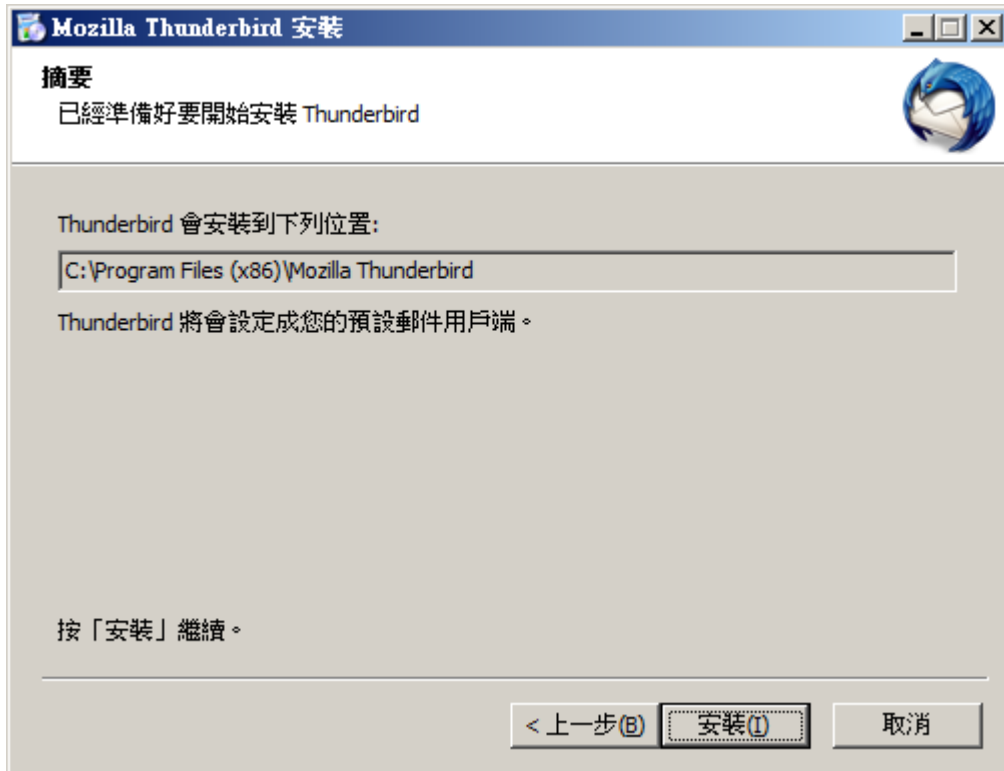 Mozilla Thunderbird 安裝
摘要
已經準備好要開始安裝 Thunderbird
Thunderbird 會安裝到下列位置:
C:\Program Files (x86)\Mozilla Thunderbird
Thunderbird 將會設定成您的預設郵件用戶端。
按「安裝」繼續。
< 上一步(B) 安裝(I) 取消